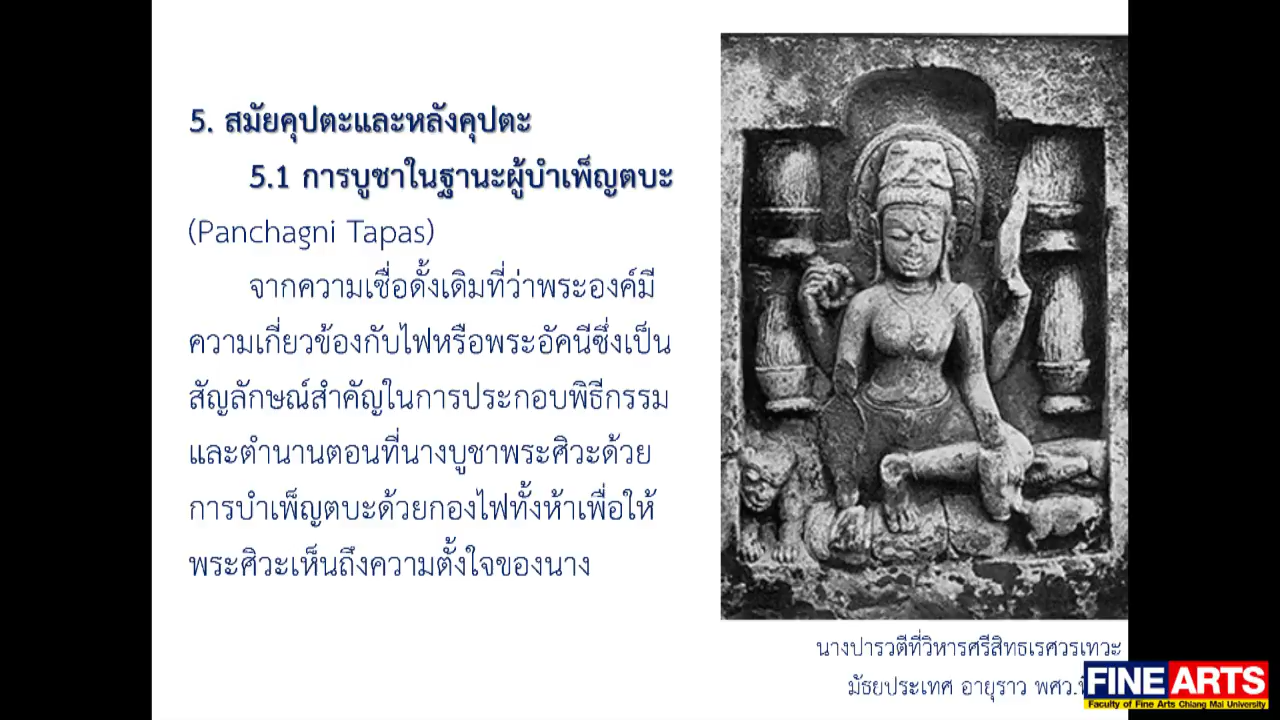 5. สมัยคุปตะและหลังคุปตะ
5.1 การบูชาในฐานะผู้บำเพ็ญตบะ
(Panchagni Tapas)
จากความเชื่อดั้งเดิมที่ว่าพระองค์มี
ความเกี่ยวข้องกับไฟหรือพระอัคนีซึ่งเป็น
สัญลักษณ์สำคัญในการประกอบพิธีกรรม
และตำนานตอนที่นางบูชาพระศิวะด้วย
การบำเพ็ญตบะด้วยกองไฟทั้งห้าเพื่อให้
พระศิวะเห็นถึงความตั้งใจของนาง
นางปารวตีที่วิหารศรีสิทธเรศวรเทวะ
มัธยประเทศ อายุราว พศว.
FINE ARTS
Faculty of Fine Arts Chiang Mai University